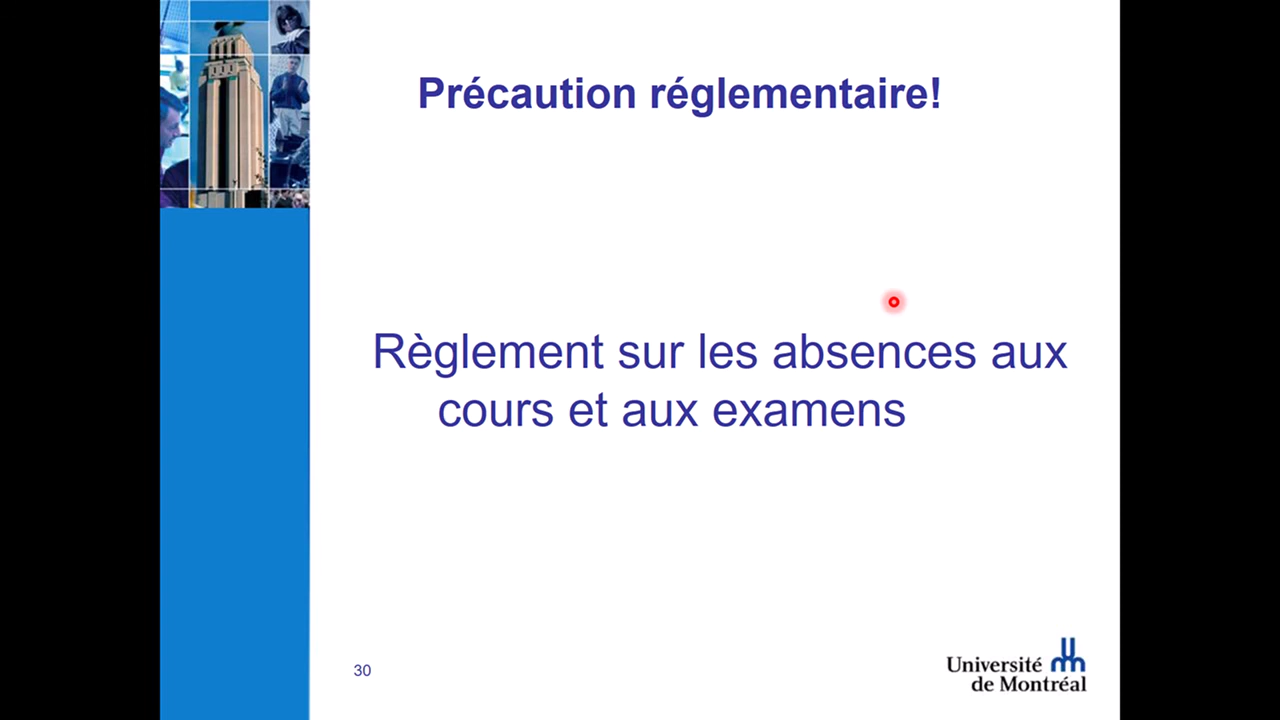 Précaution réglementaire!
Règlement sur les absences aux
cours et aux examens
30
Université
de Montréal